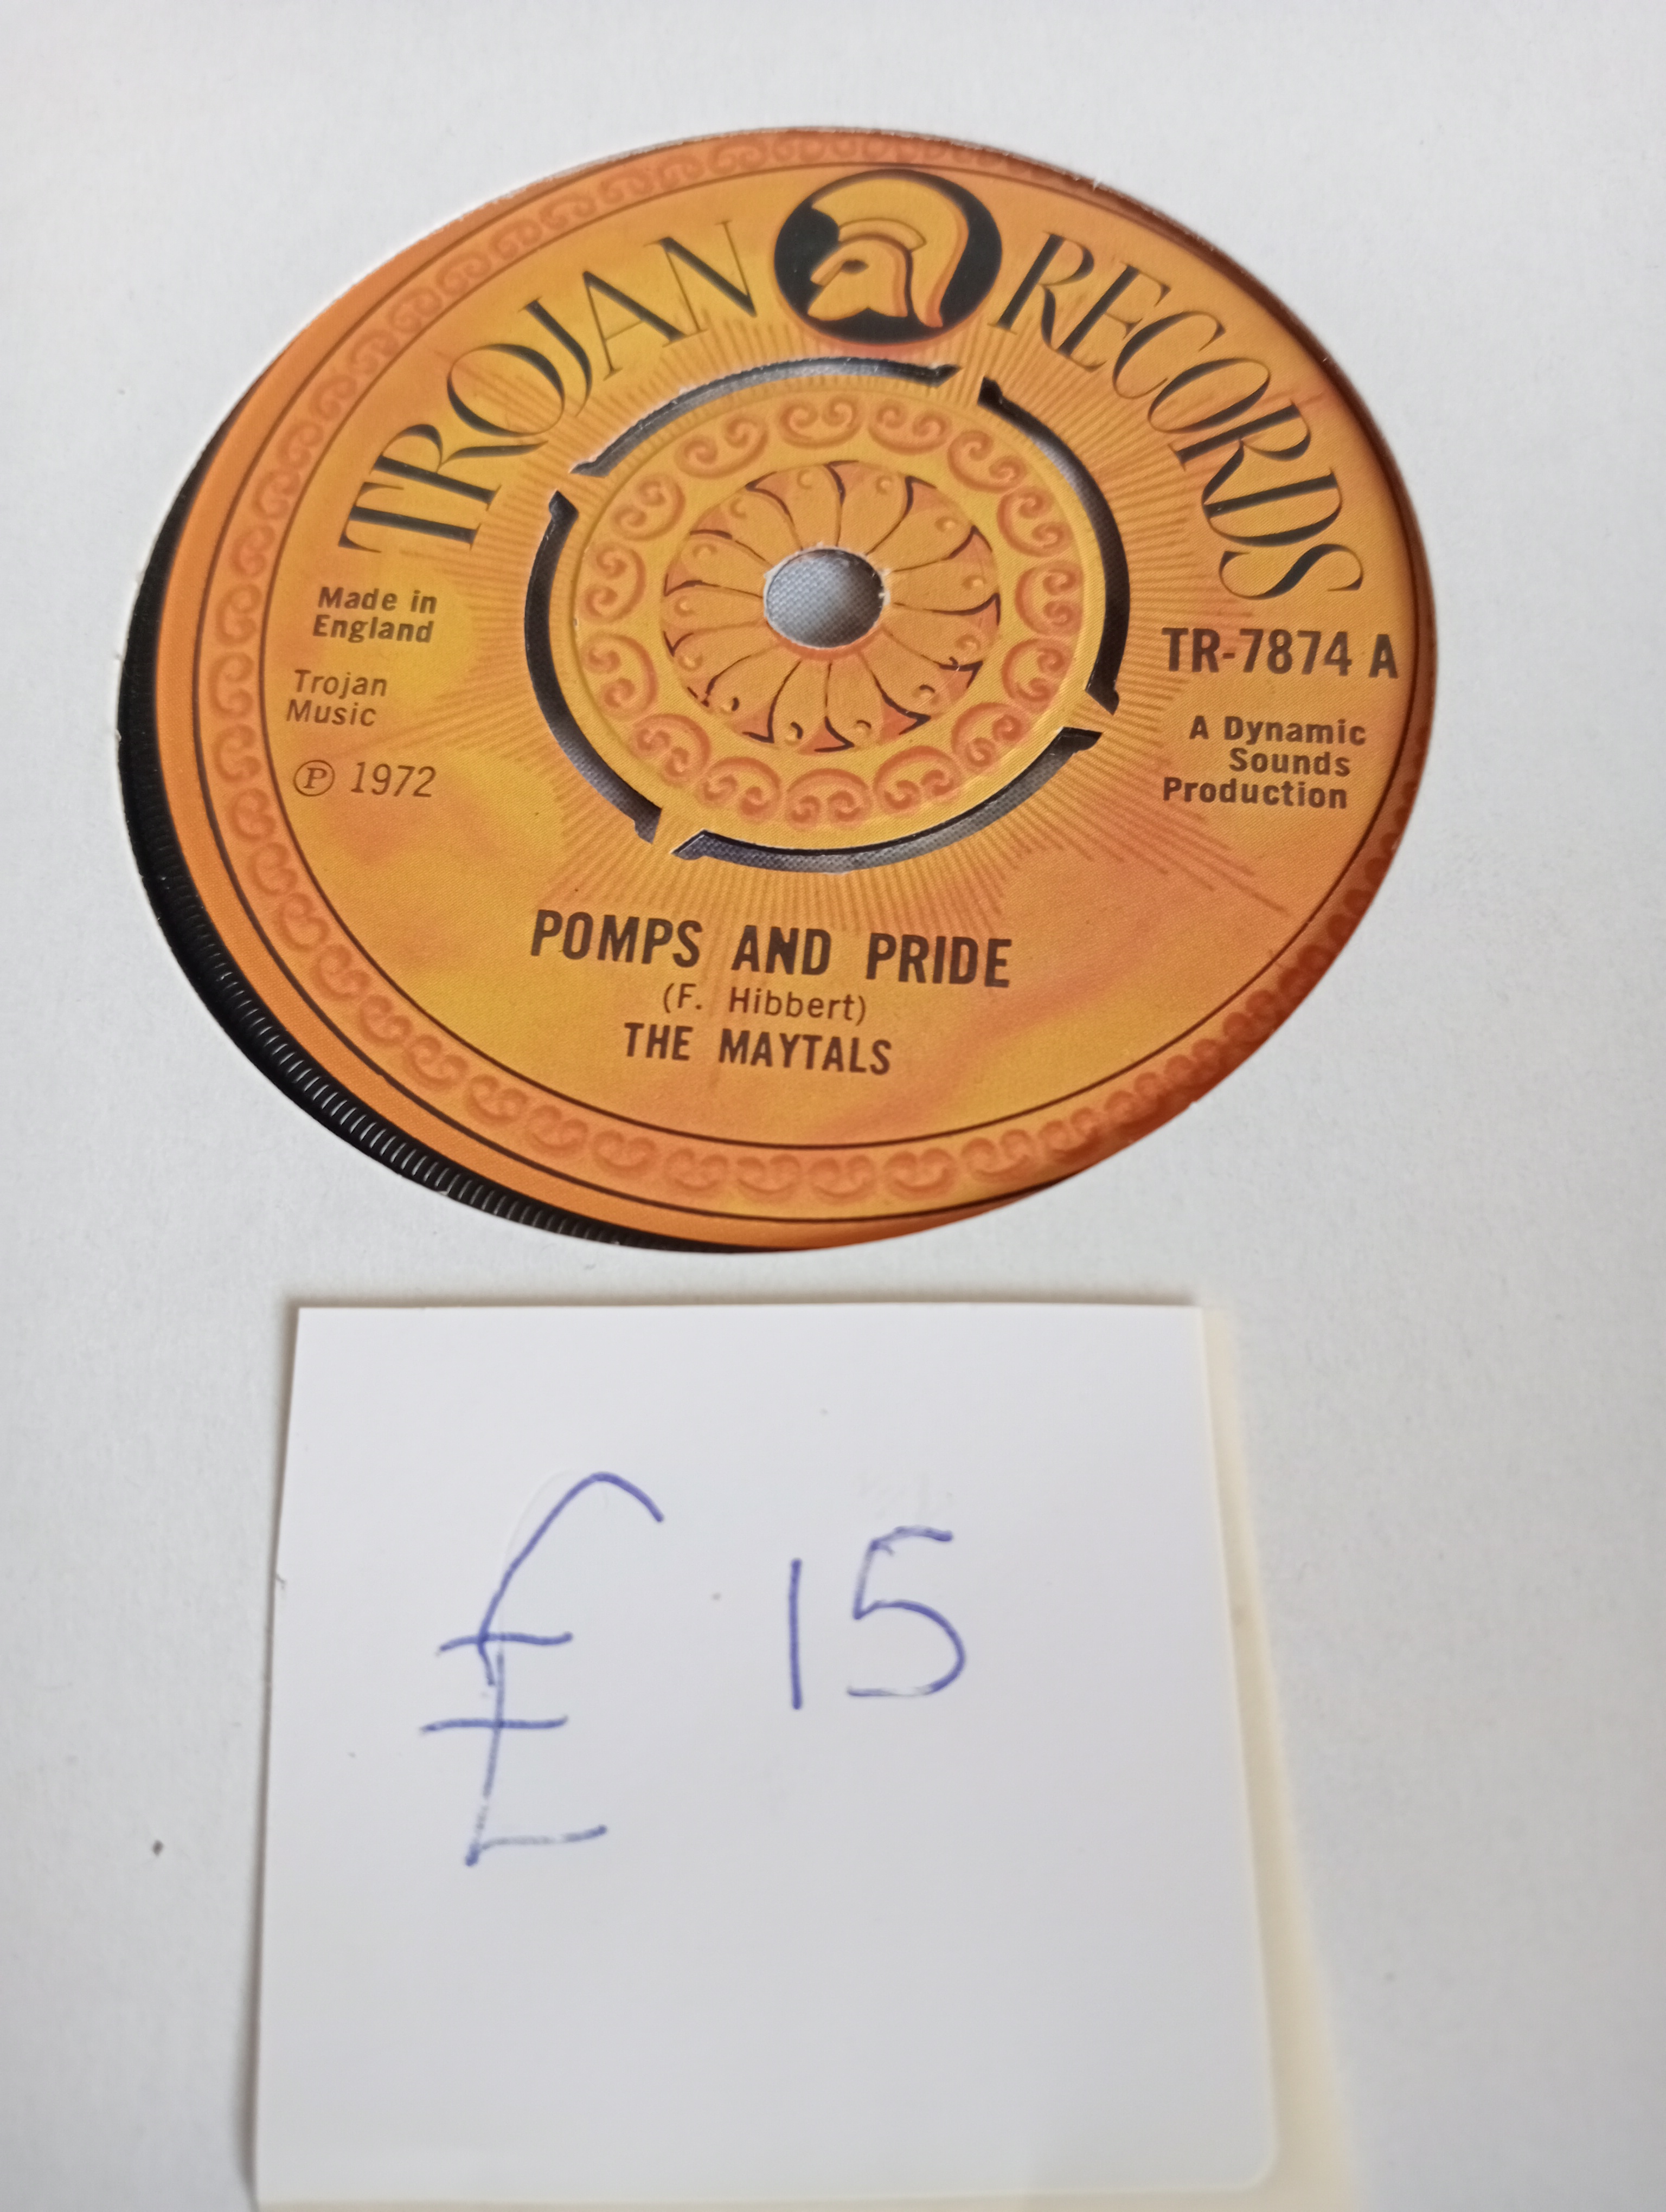 TROJAN RECORDS
Made in
England
Trojan
Music
Ⓟ 1972
TR-7874 A
A Dynamic
Sounds
Production
POMPS AND PRIDE
(F. Hibbert)
THE MAYTALS
£ 15